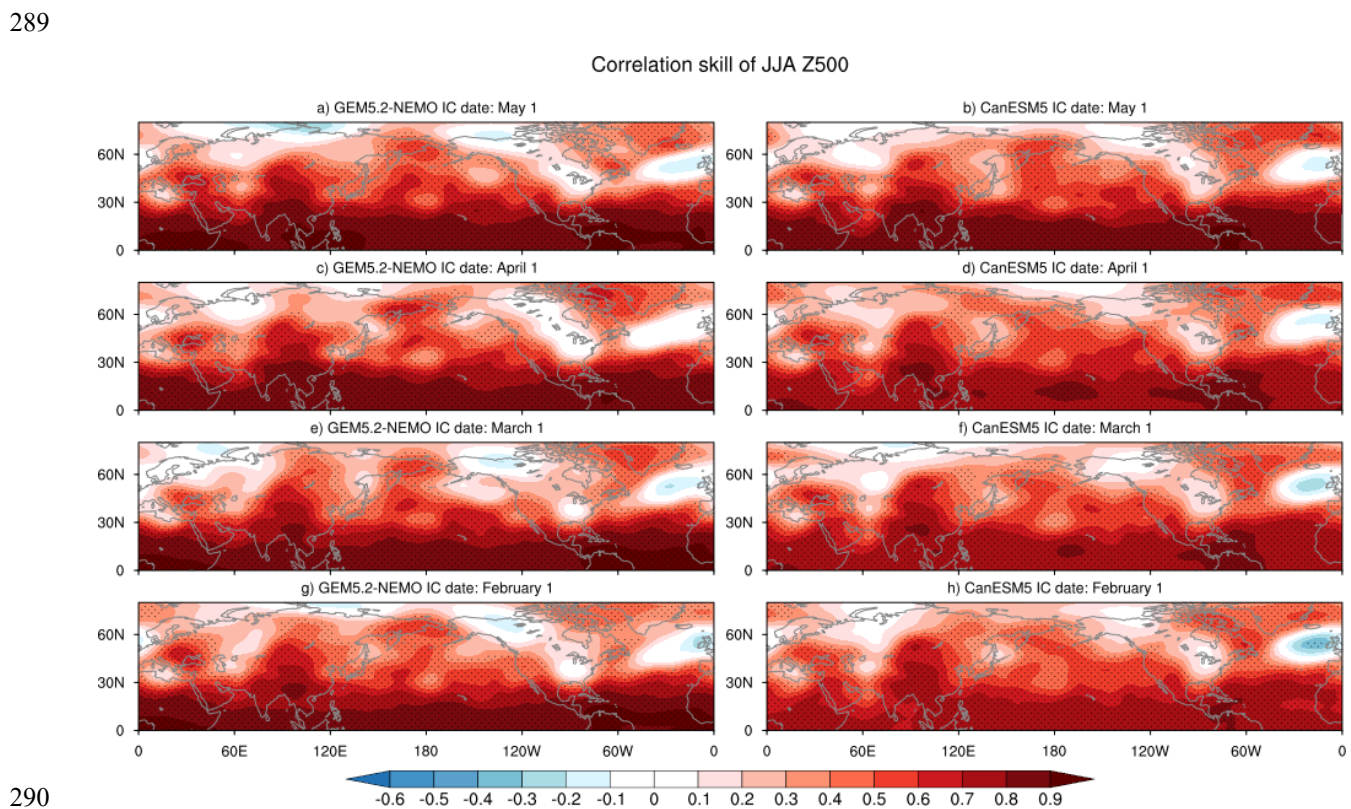 289
Correlation skill of JJA Z500
a) GEM5.2-NEMO IC date: May 1
b) CanESM5 IC date: May 1
60N
30N
0
60N
30N
0
c) GEM5.2-NEMO IC date: April 1
d) CanESM5 IC date: April 1
60N
30N
0
60N
30N
0
e) GEM5.2-NEMO IC date: March 1
f) CanESM5 IC date: March 1
60N
30N
0
60N
30N
0
g) GEM5.2-NEMO IC date: February 1
h) CanESM5 IC date: February 1
60N
30N
0
60N
30N
0
0 60E 120E 180 120W 60W 0
0 60E 120E 180 120W 60W 0
-0.6 -0.5 -0.4 -0.3 -0.2 -0.1 0 0.1 0.2 0.3 0.4 0.5 0.6 0.7 0.8 0.9
290